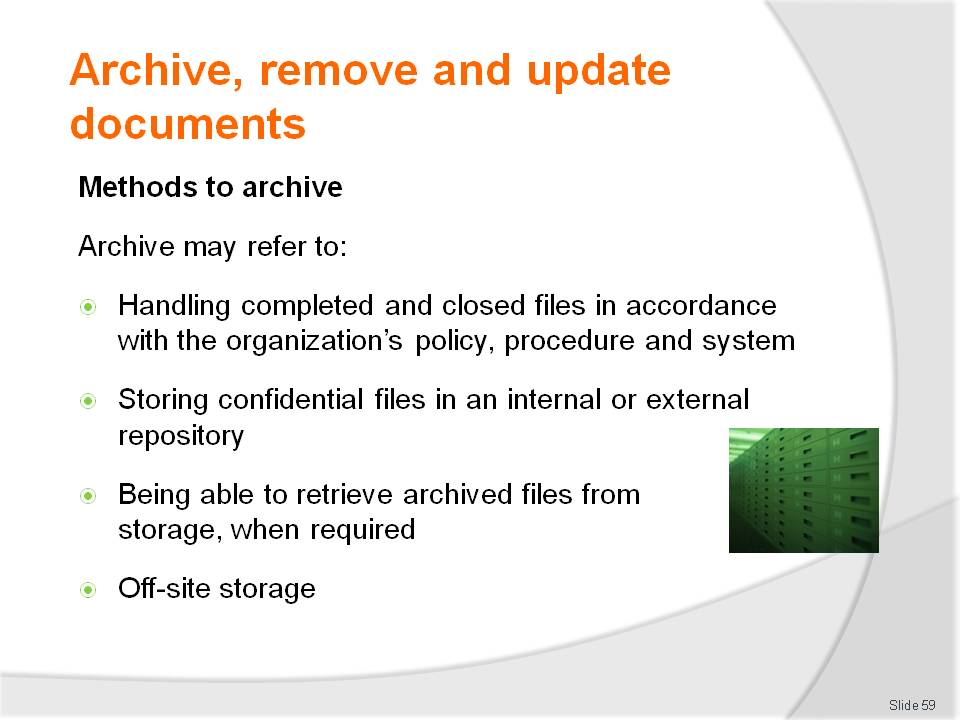 Archive, remove and update
documents
Methods to archive
Archive may refer to:
Handling completed and closed files in accordance
with the organization’s policy, procedure and system
Storing confidential files in an internal or external
repository
Being able to retrieve archived files from
storage, when required
Off-site storage
Slide 59